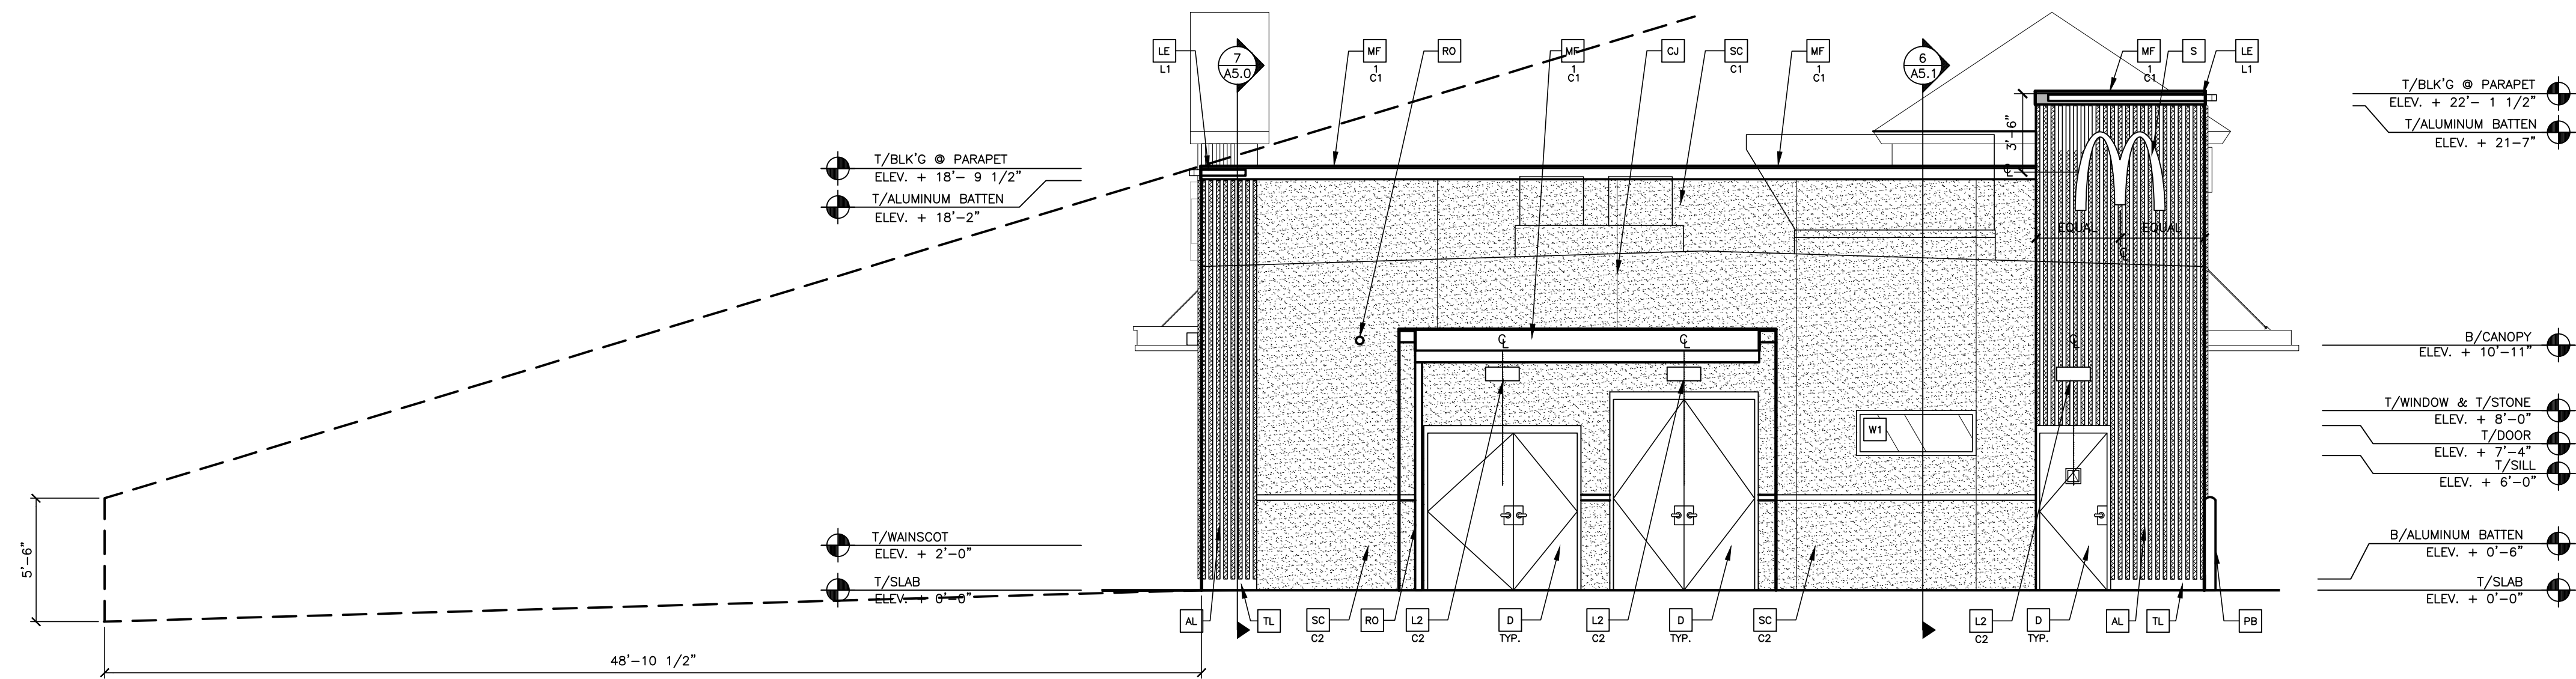 LE
L1
7
A5.0
MF
1
C1
RO
MF
1
C1
CJ
SC
C1
MF
1
C1
6
A5.1
MF
1
C1
S
LE
L1
T/BLK'G @ PARAPET
ELEV. + 22'- 1 1/2"
T/ALUMINUM BATTEN
ELEV. + 21-7"
3'-6"
T/BLK'G @ PARAPET
ELEV. + 18'- 9 1/2"
T/ALUMINUM BATTEN
ELEV. + 18'-2"
CL
EQUAL
EQUAL
CL
B/CANOPY
ELEV. + 10'-11"
CL
CL
CL
T/WINDOW & T/STONE
ELEV. + 8'-0"
W1
T/DOOR
ELEV. + 7'-4"
T/SILL
ELEV. + 6'-0"
5'-6"
T/WAINSCOT
ELEV. + 2'-0"
B/ALUMINUM BATTEN
ELEV. + 0'-6"
T/SLAB
ELEV. + 0'-0"
T/SLAB
ELEV. + 0'-0"
AL
TL
SC
C2
RO
L2
C2
D
TYP.
L2
C2
D
TYP.
SC
C2
L2
C2
D
TYP.
AL
TL
PB
48'-10 1/2"